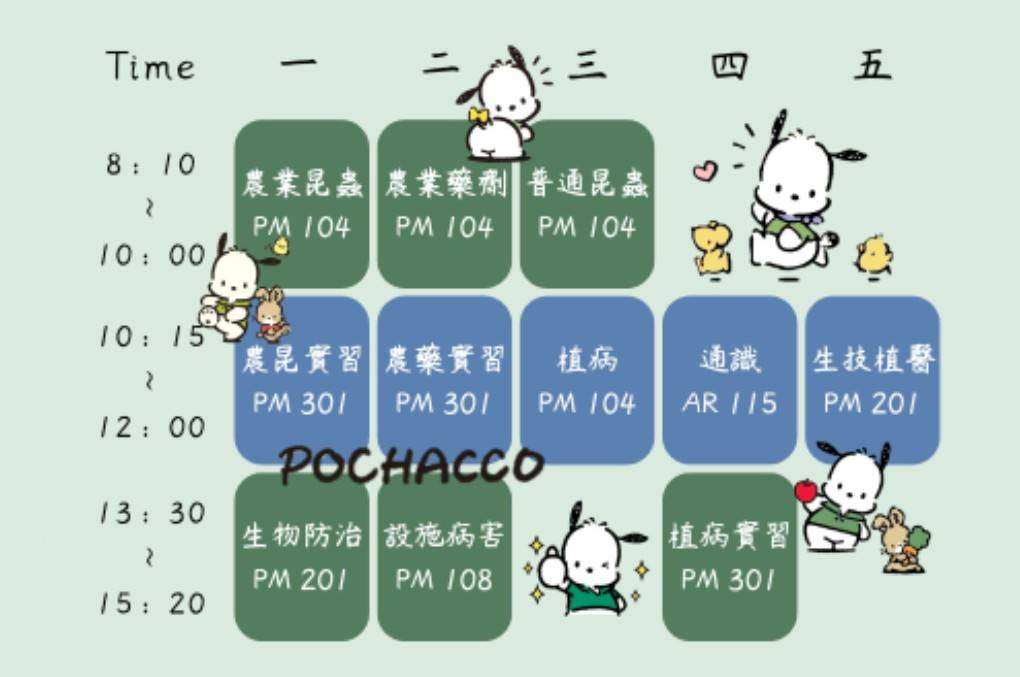 Time 一 二 三 四 五
8:10
~
10:00
農業昆蟲
PM 104
農業藥劑
PM 104
普通昆蟲
PM 104
10:15
~
12:00
農昆實習
PM 301
農藥實習
PM 301
植病
PM 104
通識
AR 115
生技植醫
PM 201
POCHACCO
13:30
~
15:20
生物防治
PM 201
設施病害
PM 108
植病實習
PM 301